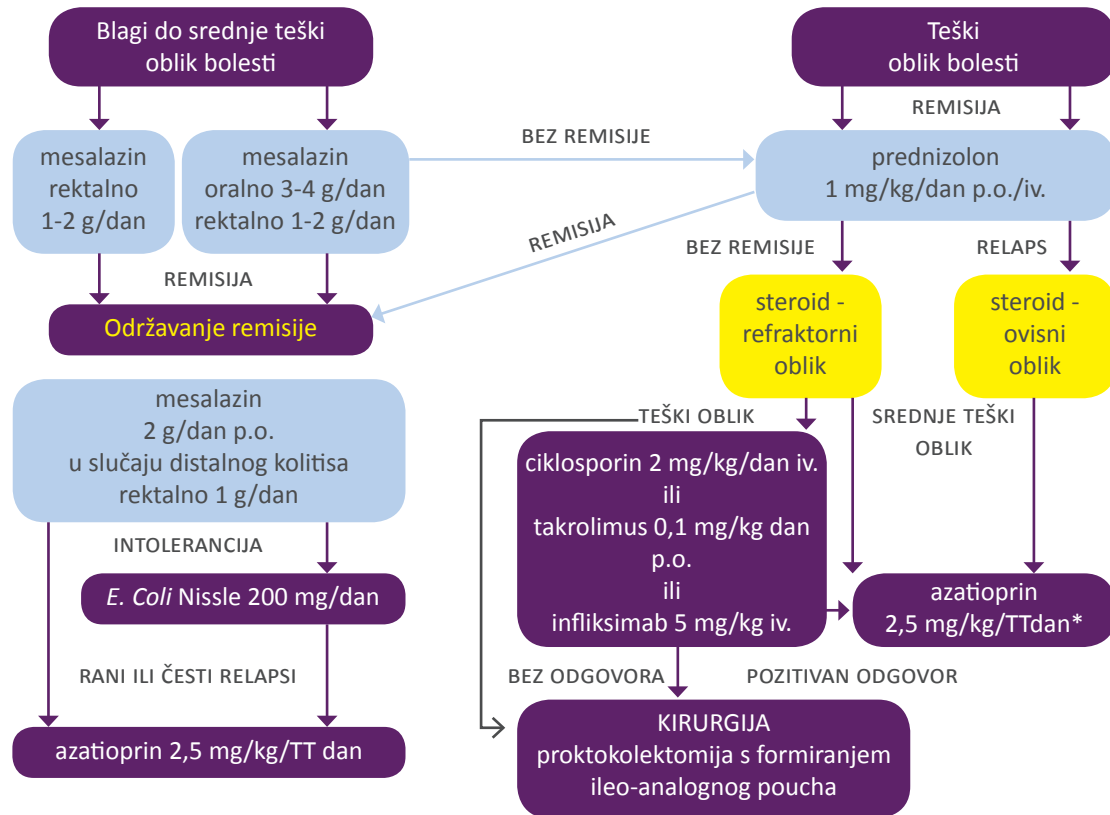 Blagi do srednje teški
oblik bolesti
Teški
oblik bolesti
REMISIJA
BEZ REMISIJE
mesalazin
rektalno
1-2 g/dan
mesalazin
oralno 3-4 g/dan
rektalno 1-2 g/dan
prednizolon
1 mg/kg/dan p.o./iv.
REMISIJA
REMISIJA
BEZ REMISIJE
RELAPS
Održavanje remisije
steroid -
refraktorni
oblik
steroid -
ovisni
oblik
mesalazin
2 g/dan p.o.
u slučaju distalnog kolitisa
rektalno 1 g/dan
TEŠKI OBLIK
SREDNJE TEŠKI
OBLIK
ciklosporin 2 mg/kg/dan iv.
ili
takrolimus 0,1 mg/kg dan
p.o.
ili
infliksimab 5 mg/kg iv.
INTOLERANCIJA
E. Coli Nissle 200 mg/dan
azatioprin
2,5 mg/kg/TTdan*
RANI ILI ČESTI RELAPSI
BEZ ODGOVORA
POZITIVAN ODGOVOR
azatioprin 2,5 mg/kg/TT dan
KIRURGIJA
proktokolektomija s formiranjem
ileo-analognog poucha